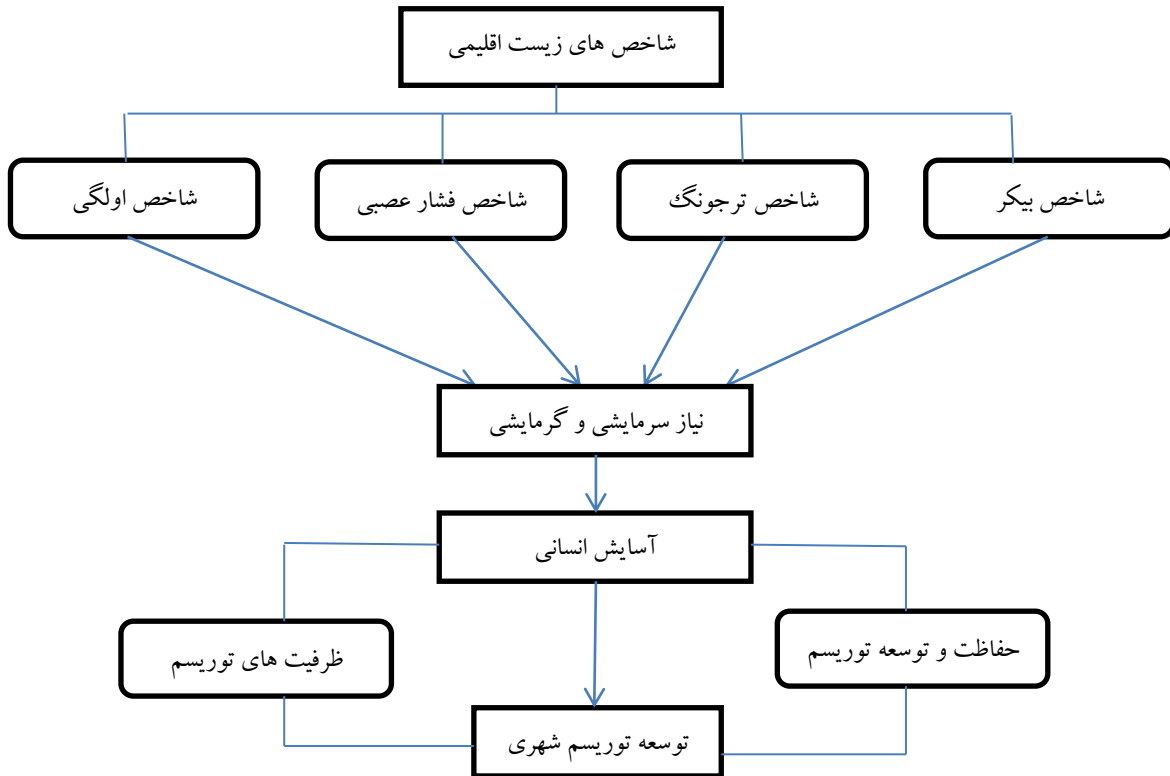 شاخص های زیست اقلیمی
شاخص بیکر
شاخص ترجونگ
شاخص فشار عصبی
شاخص اولگی
نیاز سرمایشی و گرمایشی
آسایش انسانی
حفاظت و توسعه توریسم
ظرفیت های توریسم
توسعه توریسم شهری